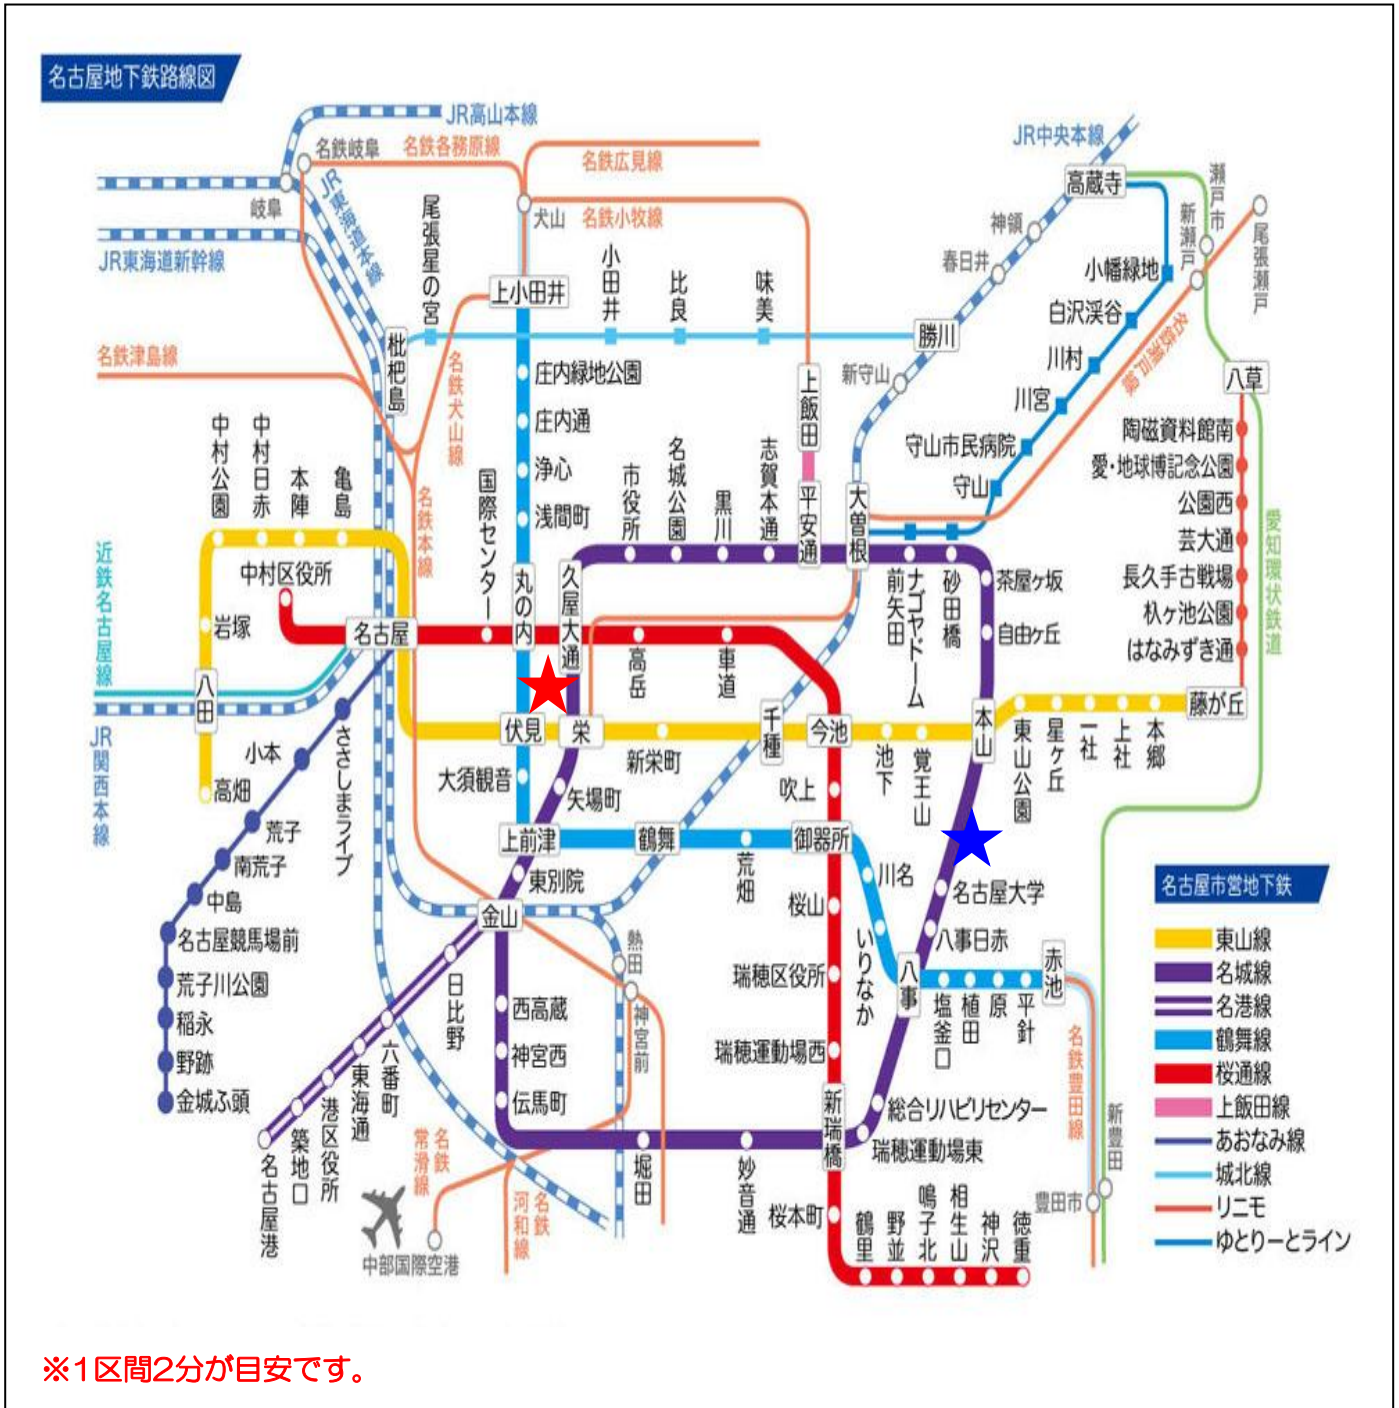 名古屋地下鉄路線図
JR高山本線
名鉄岐阜
名鉄各務原線
名鉄広見線
JR中央本線
高蔵寺
瀬戸市
新瀬戸
尾張瀬戸
岐阜
JR東海道本線
犬山
名鉄小牧線
神領
JR東海道新幹線
尾張星の宮
上小田井
小田井
比良
味美
春日井
小幡緑地
白沢渓谷
勝川
枇杷島
名鉄津島線
名鉄犬山線
庄内緑地公園
上飯田
新守山
川村
名鉄瀬戸線
八草
川宮
庄内通
中村公園
中村日赤
本陣
亀島
国際センター
浄心
市役所
名城公園
黒川
志賀本通
守山市民病院
陶磁資料館南
愛・地球博記念公園
守山
公園西
浅間町
平安通
大曽根
名鉄本線
近鉄名古屋線
芸大通
愛知環状鉄道
中村区役所
丸の内
久屋大通
ナゴヤドーム前矢田
砂田橋
茶屋ヶ坂
長久手古戦場
杁ヶ池公園
岩塚
名古屋
高岳
車道
自由ヶ丘
はなみずき通
八田
伏見
栄
千種
今池
本山
藤が丘
JR関西本線
ささしまライブ
小本
新栄町
池下
覚王山
東山公園
星ヶ丘
一社
上社
本郷
高畑
大須観音
矢場町
吹上
荒子
上前津
鶴舞
御器所
南荒子
東別院
荒畑
川名
名古屋大学
名古屋市営地下鉄
中島
金山
桜山
名古屋競馬場前
熱田
いりなか
八事日赤
東山線
荒子川公園
日比野
西高蔵
瑞穂区役所
八事
塩釜口
植田
原
平針
赤池
名城線
稲永
神宮西
神宮前
瑞穂運動場西
名港線
野跡
六番町
名鉄豊田線
鶴舞線
金城ふ頭
東海通
伝馬町
新瑞橋
総合リハビリセンター
桜通線
港区役所
築地口
名古屋港
名鉄常滑線
堀田
妙音通
瑞穂運動場東
新豊田
上飯田線
あおなみ線
名鉄河和線
桜本町
鶴里
野並
鳴子北
相生山
神沢
徳重
豊田市
城北線
リニモ
中部国際空港
ゆとりーとライン
※1区間2分が目安です。